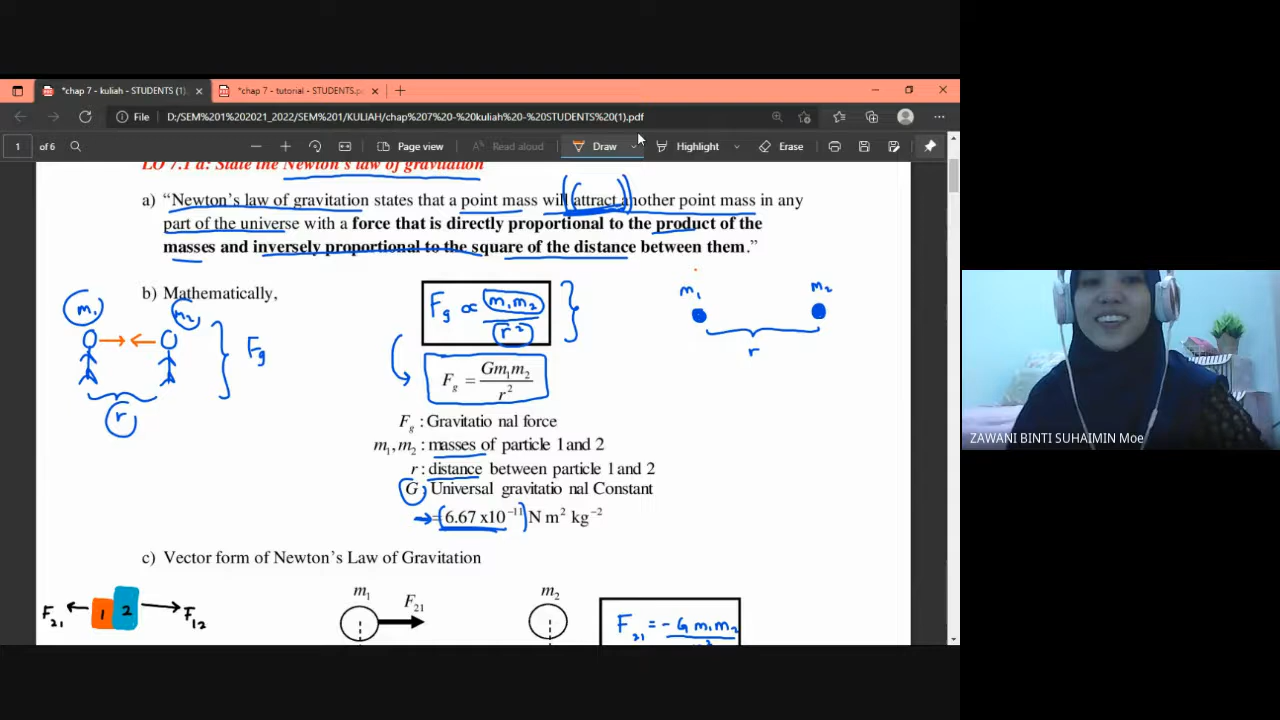 *chap 7 - kuliah - STUDENTS (1).
*chap 7 - tutorial - STUDENTS.p
File D:/SEM%201%202021_2022/SEM%201/KULIAH/chap%207%20-%20kuliah%20-%20STUDENTS%20(1).pdf
1 of 6 Page view Read aloud Draw Highlight Erase
LO 7.1 a: State the Newton's law of gravitation
a) "Newton's law of gravitation states that a point mass will attract another point mass in any
part of the universe with a force that is directly proportional to the product of the
masses and inversely proportional to the square of the distance between them."
b) Mathematically,
m₁ m₂
Fg
r
Fg ∝ m₁m₂ / r²
m₁ m₂
r
F_g = Gm₁m₂ / r²
F_g : Gravitatio nal force
m₁, m₂ : masses of particle 1 and 2
r : distance between particle 1 and 2
G : Universal gravitatio nal Constant
= 6.67 x10⁻¹¹ N m² kg⁻²
c) Vector form of Newton's Law of Gravitation
F₂₁ 1 2 F₁₂
m₁ F₂₁ m₂
F₂₁ = - G m₁m₂
ZAWANI BINTI SUHAIMIN Moe